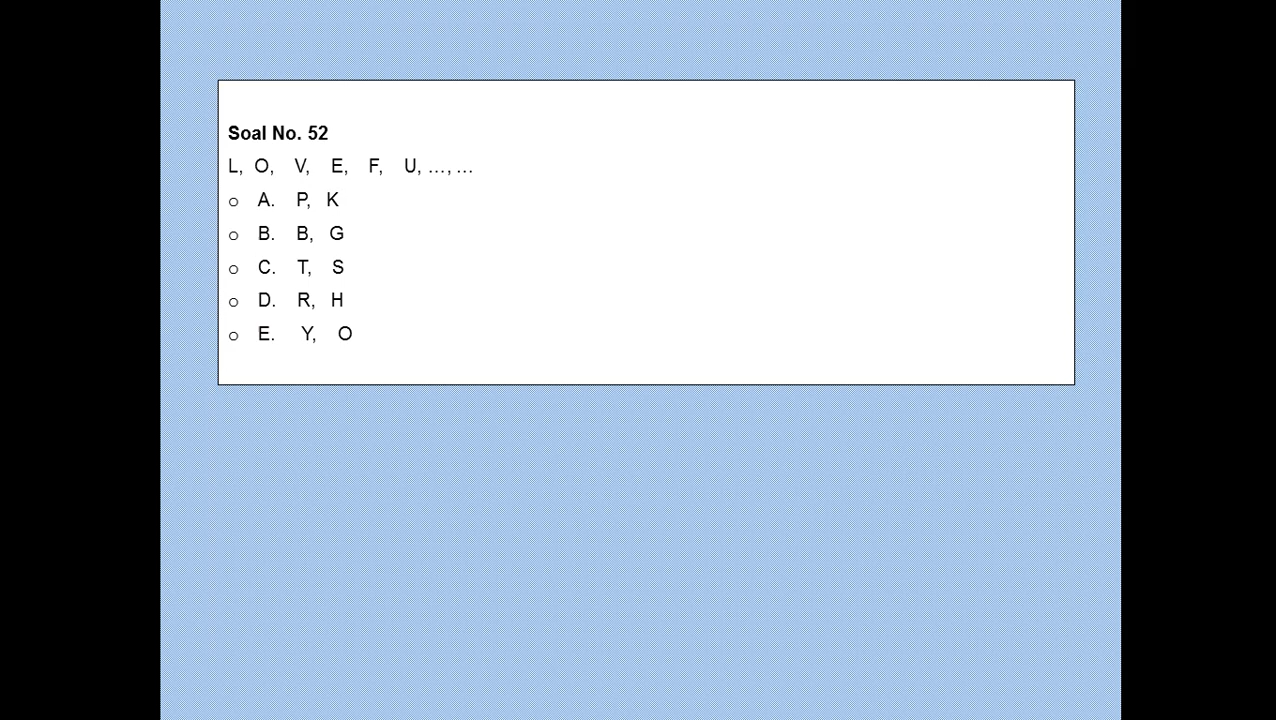 Soal No. 52
L, O, V, E, F, U, ..., ...
o A. P, K
o B. B, G
o C. T, S
o D. R, H
o E. Y, O